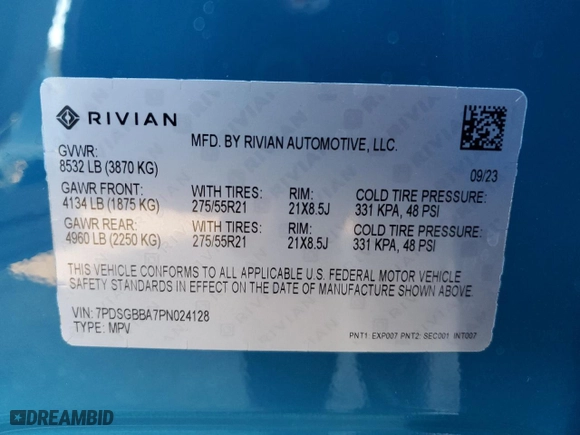 RIVIAN
MFD. BY RIVIAN AUTOMOTIVE, LLC.
GVWR:
8532 LB (3870 KG)
09/23
GAWR FRONT: WITH TIRES: RIM: COLD TIRE PRESSURE:
4134 LB (1875 KG) 275/55R21 21X8.5J 331 KPA, 48 PSI
GAWR REAR: WITH TIRES: RIM: COLD TIRE PRESSURE:
4960 LB (2250 KG) 275/55R21 21X8.5J 331 KPA, 48 PSI
THIS VEHICLE CONFORMS TO ALL APPLICABLE U.S. FEDERAL MOTOR VEHICLE
SAFETY STANDARDS IN EFFECT ON THE DATE OF MANUFACTURE SHOWN ABOVE.
VIN: 7PDSGBBA7PN024128
TYPE: MPV
PNT1: EXP007 PNT2: SEC001 INT007
DREAMBID